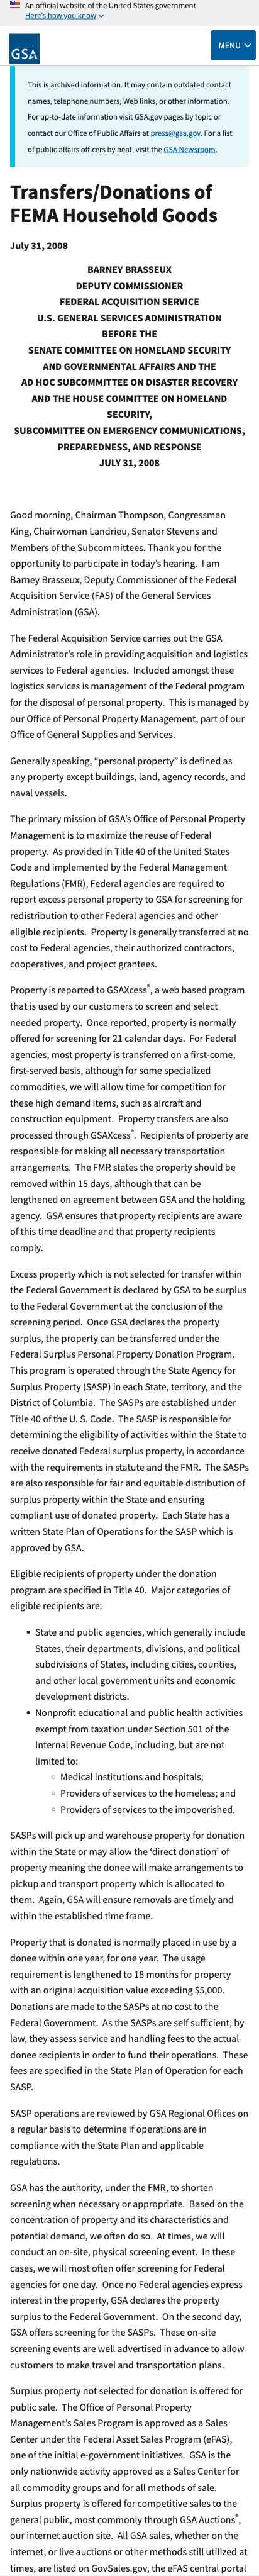 An official website of the United States government
Here's how you know
GSA
MENU
This is archived information. It may contain outdated contact
names, telephone numbers, Web links, or other information.
For up-to-date information visit GSA.gov pages by topic or
contact our Office of Public Affairs at press@gsa.gov. For a list
of public affairs officers by beat, visit the GSA Newsroom.
Transfers/Donations of
FEMA Household Goods
July 31, 2008
BARNEY BRASSEUX
DEPUTY COMMISSIONER
FEDERAL ACQUISITION SERVICE
U.S. GENERAL SERVICES ADMINISTRATION
BEFORE THE
SENATE COMMITTEE ON HOMELAND SECURITY
AND GOVERNMENTAL AFFAIRS AND THE
AD HOC SUBCOMMITTEE ON DISASTER RECOVERY
AND THE HOUSE COMMITTEE ON HOMELAND
SECURITY,
SUBCOMMITTEE ON EMERGENCY COMMUNICATIONS,
PREPAREDNESS, AND RESPONSE
JULY 31, 2008
Good morning, Chairman Thompson, Congressman
King, Chairwoman Landrieu, Senator Stevens and
Members of the Subcommittees. Thank you for the
opportunity to participate in today's hearing.  I am
Barney Brasseux, Deputy Commissioner of the Federal
Acquisition Service (FAS) of the General Services
Administration (GSA).
The Federal Acquisition Service carries out the GSA
Administrator's role in providing acquisition and logistics
services to Federal agencies.  Included amongst these
logistics services is management of the Federal program
for the disposal of personal property.  This is managed by
our Office of Personal Property Management, part of our
Office of General Supplies and Services.
Generally speaking, "personal property" is defined as
any property except buildings, land, agency records, and
naval vessels.
The primary mission of GSA's Office of Personal Property
Management is to maximize the reuse of Federal
property.  As provided in Title 40 of the United States
Code and implemented by the Federal Management
Regulations (FMR), Federal agencies are required to
report excess personal property to GSA for screening for
redistribution to other Federal agencies and other
eligible recipients.  Property is generally transferred at no
cost to Federal agencies, their authorized contractors,
cooperatives, and project grantees.
Property is reported to GSAXcess®, a web based program
that is used by our customers to screen and select
needed property.  Once reported, property is normally
offered for screening for 21 calendar days.  For Federal
agencies, most property is transferred on a first-come,
first-served basis, although for some specialized
commodities, we will allow time for competition for
these high demand items, such as aircraft and
construction equipment.  Property transfers are also
processed through GSAXcess®.  Recipients of property are
responsible for making all necessary transportation
arrangements.  The FMR states the property should be
removed within 15 days, although that can be
lengthened on agreement between GSA and the holding
agency.  GSA ensures that property recipients are aware
of this time deadline and that property recipients
comply.
Excess property which is not selected for transfer within
the Federal Government is declared by GSA to be surplus
to the Federal Government at the conclusion of the
screening period.  Once GSA declares the property
surplus, the property can be transferred under the
Federal Surplus Personal Property Donation Program.
This program is operated through the State Agency for
Surplus Property (SASP) in each State, territory, and the
District of Columbia.  The SASPs are established under
Title 40 of the U. S. Code.  The SASP is responsible for
determining the eligibility of activities within the State to
receive donated Federal surplus property, in accordance
with the requirements in statute and the FMR.  The SASPs
are also responsible for fair and equitable distribution of
surplus property within the State and ensuring
compliant use of donated property.  Each State has a
written State Plan of Operations for the SASP which is
approved by GSA.
Eligible recipients of property under the donation
program are specified in Title 40.  Major categories of
eligible recipients are:
• State and public agencies, which generally include
States, their departments, divisions, and political
subdivisions of States, including cities, counties,
and other local government units and economic
development districts.
• Nonprofit educational and public health activities
exempt from taxation under Section 501 of the
Internal Revenue Code, including, but are not
limited to:
◦ Medical institutions and hospitals;
◦ Providers of services to the homeless; and
◦ Providers of services to the impoverished.
SASPs will pick up and warehouse property for donation
within the State or may allow the 'direct donation' of
property meaning the donee will make arrangements to
pickup and transport property which is allocated to
them.  Again, GSA will ensure removals are timely and
within the established time frame.
Property that is donated is normally placed in use by a
donee within one year, for one year.  The usage
requirement is lengthened to 18 months for property
with an original acquisition value exceeding $5,000.
Donations are made to the SASPs at no cost to the
Federal Government.  As the SASPs are self sufficient, by
law, they assess service and handling fees to the actual
donee recipients in order to fund their operations.  These
fees are specified in the State Plan of Operation for each
SASP.
SASP operations are reviewed by GSA Regional Offices on
a regular basis to determine if operations are in
compliance with the State Plan and applicable
regulations.
GSA has the authority, under the FMR, to shorten
screening when necessary or appropriate.  Based on the
concentration of property and its characteristics and
potential demand, we often do so.  At times, we will
conduct an on-site, physical screening event.  In these
cases, we will most often offer screening for Federal
agencies for one day.  Once no Federal agencies express
interest in the property, GSA declares the property
surplus to the Federal Government.  On the second day,
GSA offers screening for the SASPs.  These on-site
screening events are well advertised in advance to allow
customers to make travel and transportation plans.
Surplus property not selected for donation is offered for
public sale.  The Office of Personal Property
Management's Sales Program is approved as a Sales
Center under the Federal Asset Sales Program (eFAS),
one of the initial e-government initiatives.  GSA is the
only nationwide activity approved as a Sales Center for
all commodity groups and for all methods of sale.
Surplus property is offered for competitive sales to the
general public, most commonly through GSA Auctions®,
our internet auction site.  All GSA sales, whether on the
internet, or live auctions or other methods still utilized at
times, are listed on GovSales.gov, the eFAS central portal